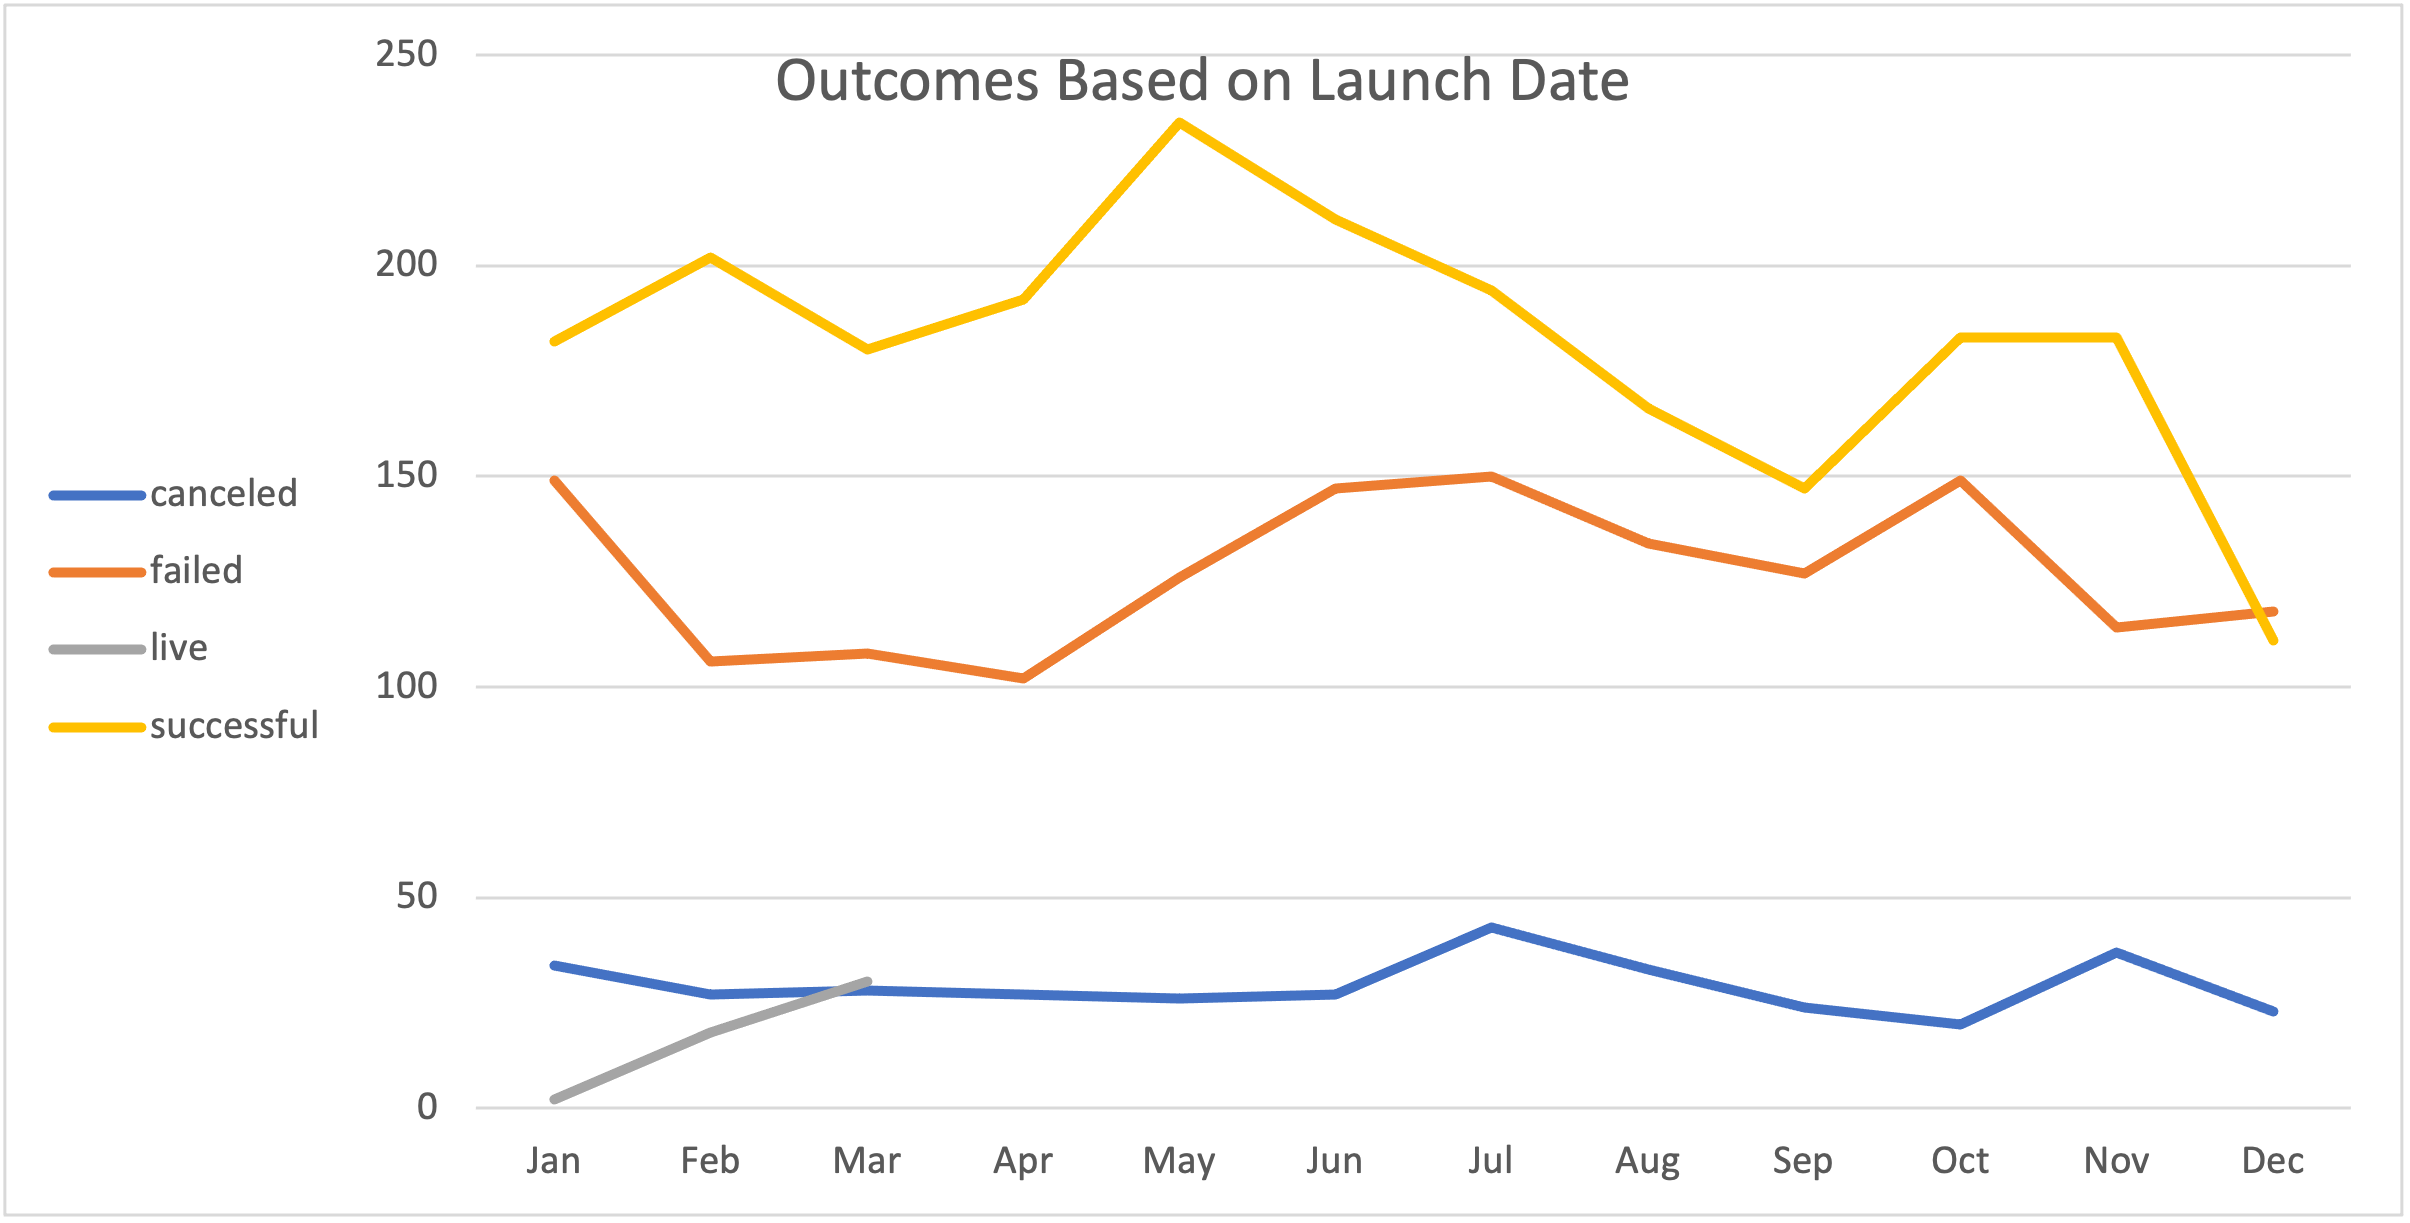 Outcomes Based on Launch Date
250
200
150
100
50
0
canceled
failed
live
successful
Jan Feb Mar Apr May Jun Jul Aug Sep Oct Nov Dec